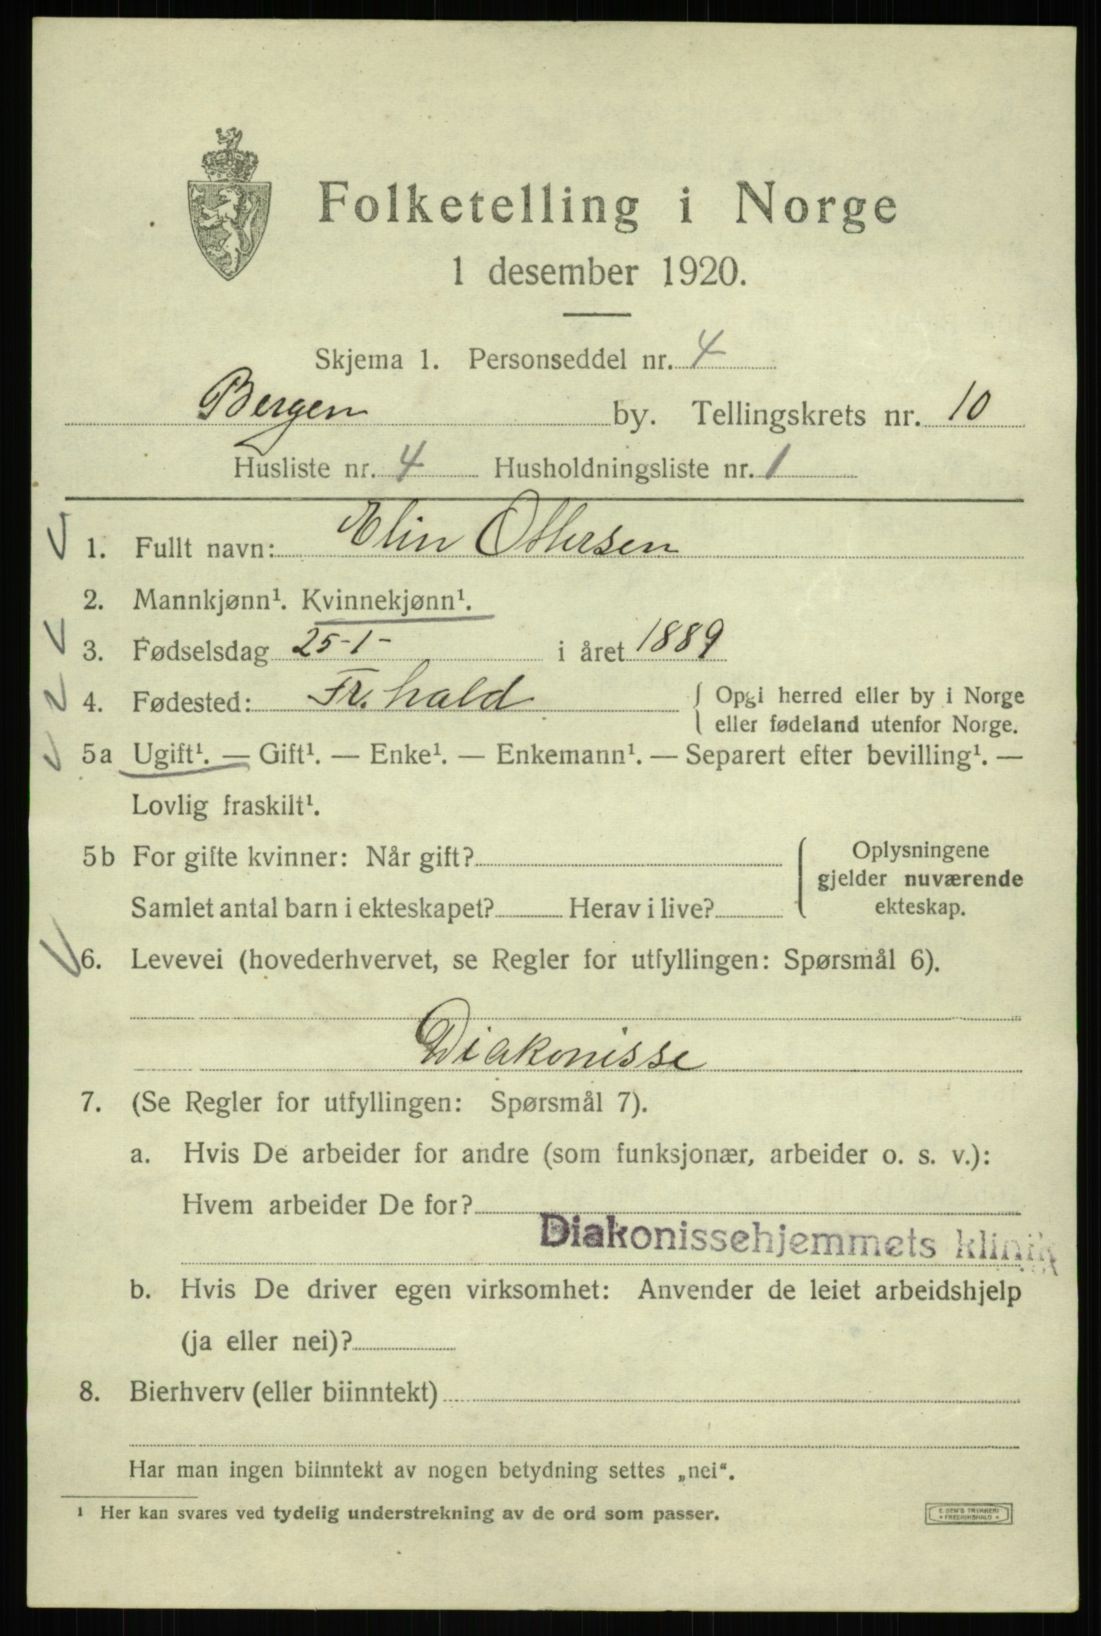 Folketelling i Norge
1 desember 1920.
Skjema 1. Personseddel nr. 4
Bergen by. Tellingskrets nr. 10
Husliste nr. 4 Husholdningsliste nr. 1
1. Fullt navn: Elin Ottersen
2. Mannkjønn¹. Kvinnekjønn¹.
3. Fødselsdag 25-1- i året 1889
4. Fødested: Fr.hald { Opgi herred eller by i Norge
eller fødeland utenfor Norge.
5a Ugift¹. — Gift¹. — Enke¹. — Enkemann¹. — Separert efter bevilling¹. —
Lovlig fraskilt¹.
5b For gifte kvinner: Når gift?
Samlet antal barn i ekteskapet? Herav i live?
Oplysningene
gjelder nuværende
ekteskap.
6. Levevei (hovederhvervet, se Regler for utfyllingen: Spørsmål 6).
Diakonisse
7. (Se Regler for utfyllingen: Spørsmål 7).
a. Hvis De arbeider for andre (som funksjonær, arbeider o. s. v.):
Hvem arbeider De for?
Diakonissehjemmets klinik
b. Hvis De driver egen virksomhet: Anvender de leiet arbeidshjelp
(ja eller nei)?
8. Bierhverv (eller biinntekt)
Har man ingen biinntekt av nogen betydning settes „nei“.
¹ Her kan svares ved tydelig understrekning av de ord som passer.
FREDRIKSHALD